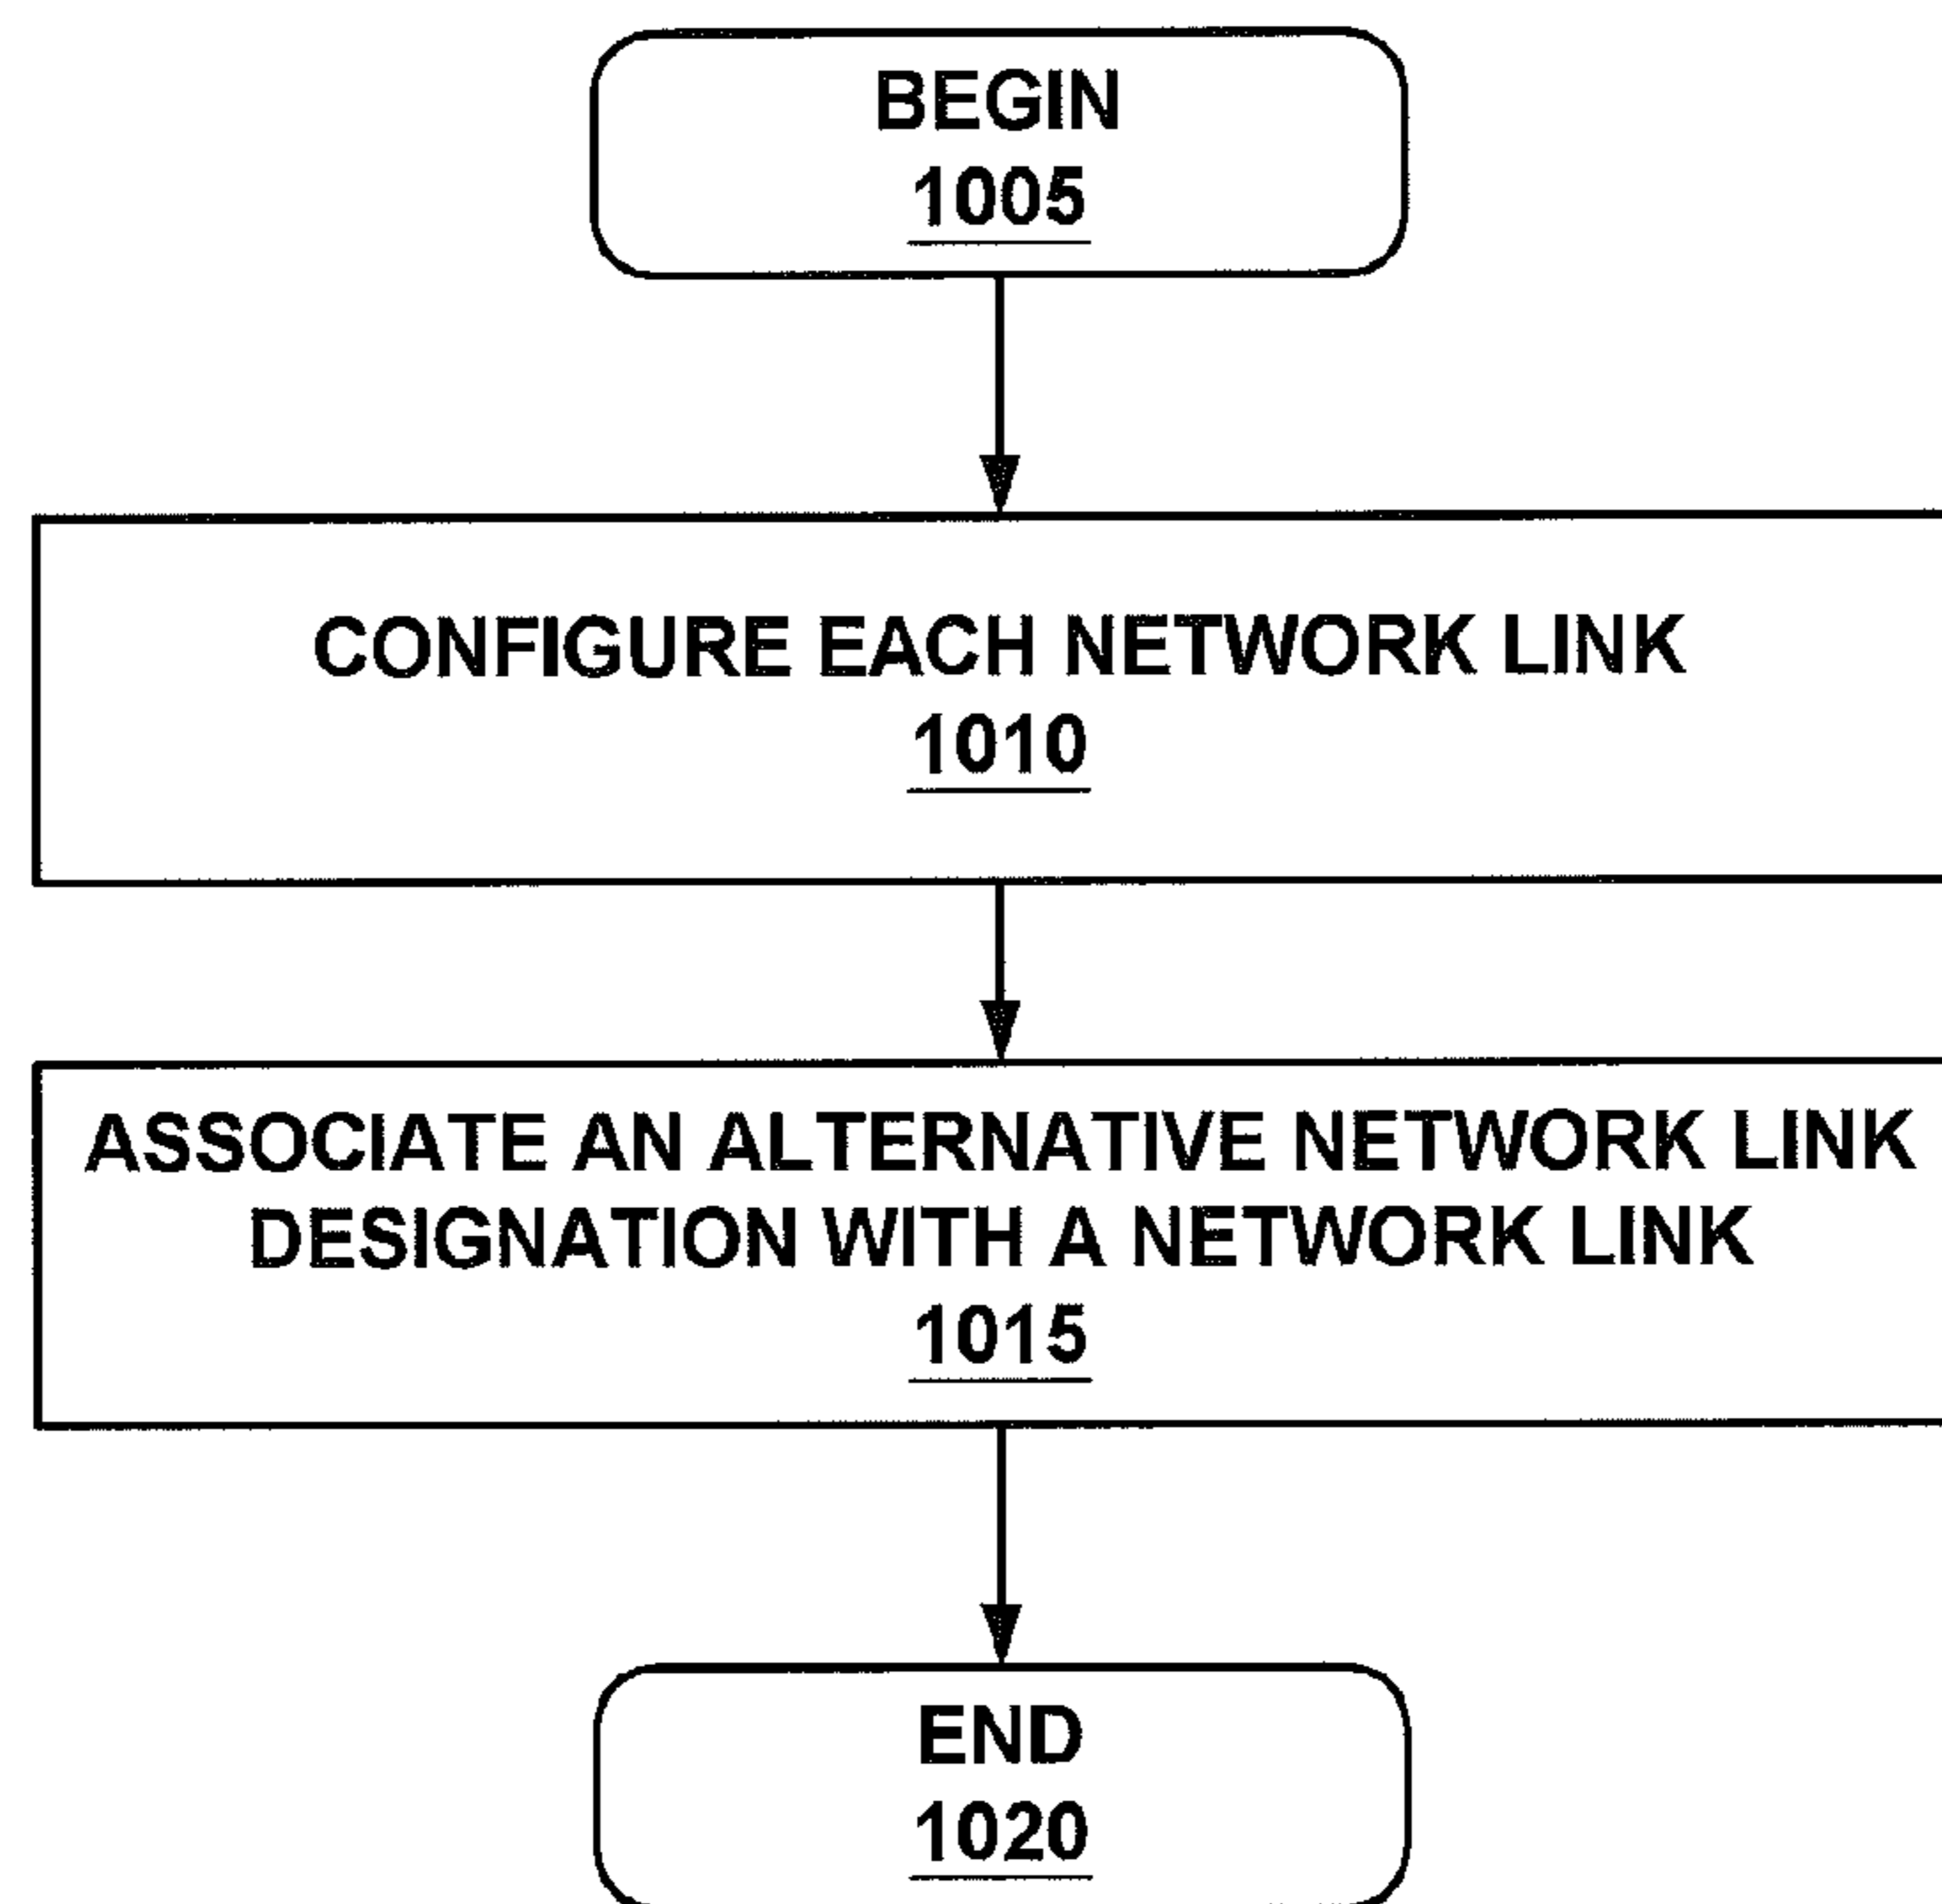 BEGIN
1005
CONFIGURE EACH NETWORK LINK
1010
ASSOCIATE AN ALTERNATIVE NETWORK LINK
DESIGNATION WITH A NETWORK LINK
1015
END
1020